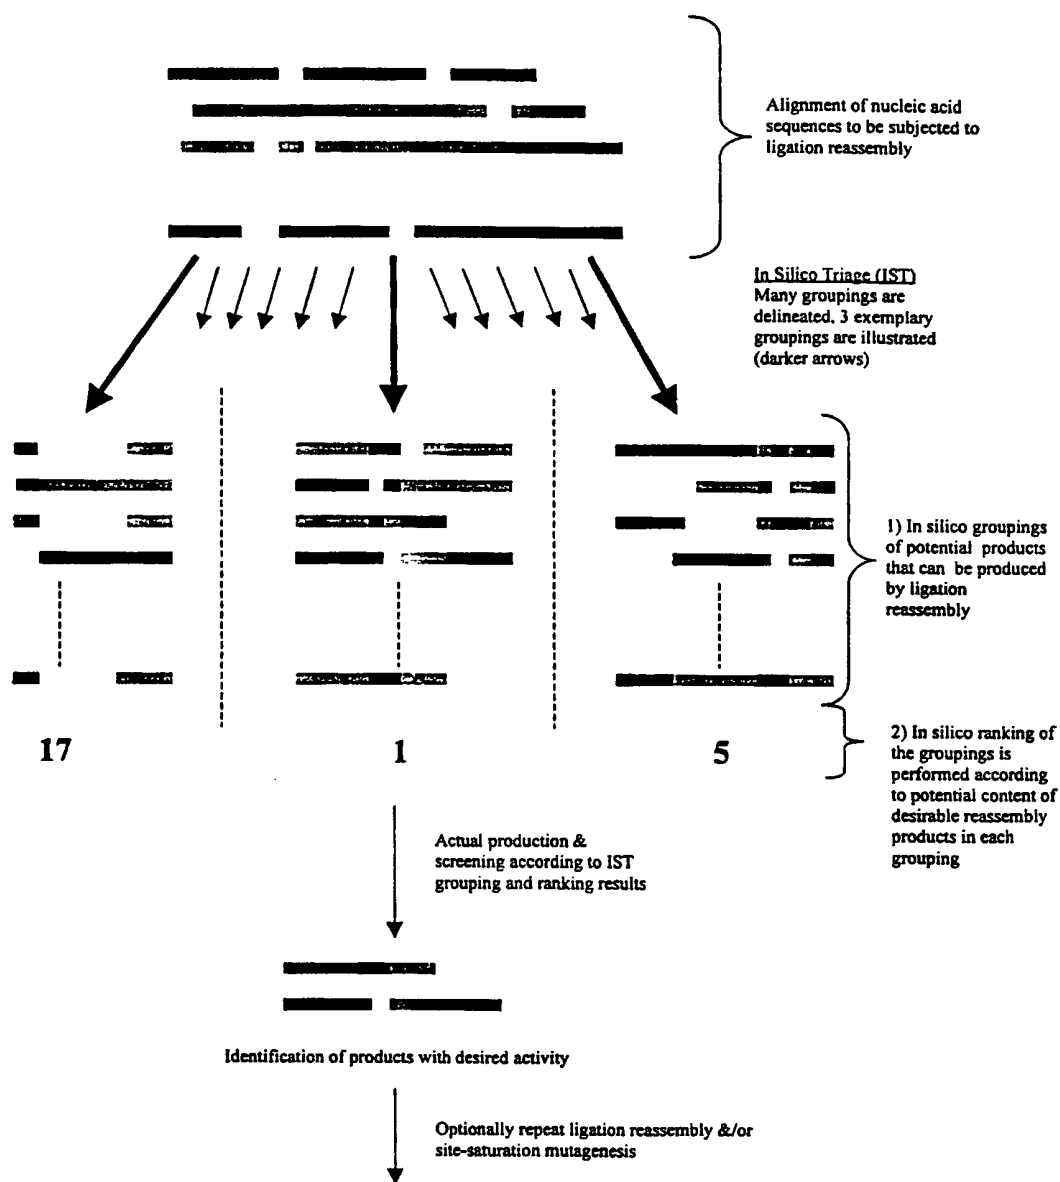 Alignment of nucleic acid
sequences to be subjected to
ligation reassembly
In Silico Triage (IST)
Many groupings are
delineated, 3 exemplary
groupings are illustrated
(darker arrows)
1) In silico groupings
of potential products
that can be produced
by ligation
reassembly
17
1
5
2) In silico ranking of
the groupings is
performed according
to potential content of
desirable reassembly
products in each
grouping
Actual production &
screening according to IST
grouping and ranking results
Identification of products with desired activity
Optionally repeat ligation reassembly &/or
site-saturation mutagenesis